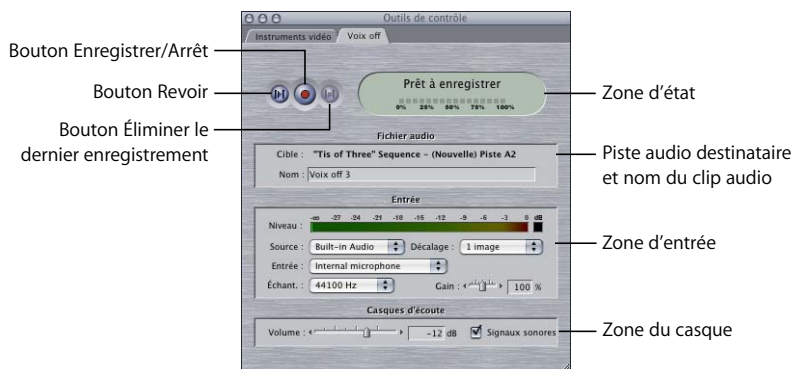 Outils de contrôle
Instruments vidéo Voix off
Bouton Enregistrer/Arrêt
Bouton Revoir
Bouton Éliminer le
dernier enregistrement
Prêt à enregistrer
0% 25% 50% 75% 100%
Zone d'état
Fichier audio
Cible : "Tis of Three" Sequence – (Nouvelle) Piste A2
Nom : Voix off 3
Piste audio destinataire
et nom du clip audio
Entrée
Niveau : -∞ -27 -24 -21 -18 -15 -12 -9 -6 -3 0 dB
Source : Built-in Audio Décalage : 1 image
Entrée : Internal microphone
Échant. : 44100 Hz Gain : 100 %
Zone d'entrée
Casques d'écoute
Volume : -12 dB Signaux sonores
Zone du casque